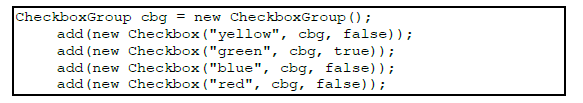 CheckboxGroup cbg = new CheckboxGroup();
add(new Checkbox("yellow", cbg, false));
add(new Checkbox("green", cbg, true));
add(new Checkbox("blue", cbg, false));
add(new Checkbox("red", cbg, false));